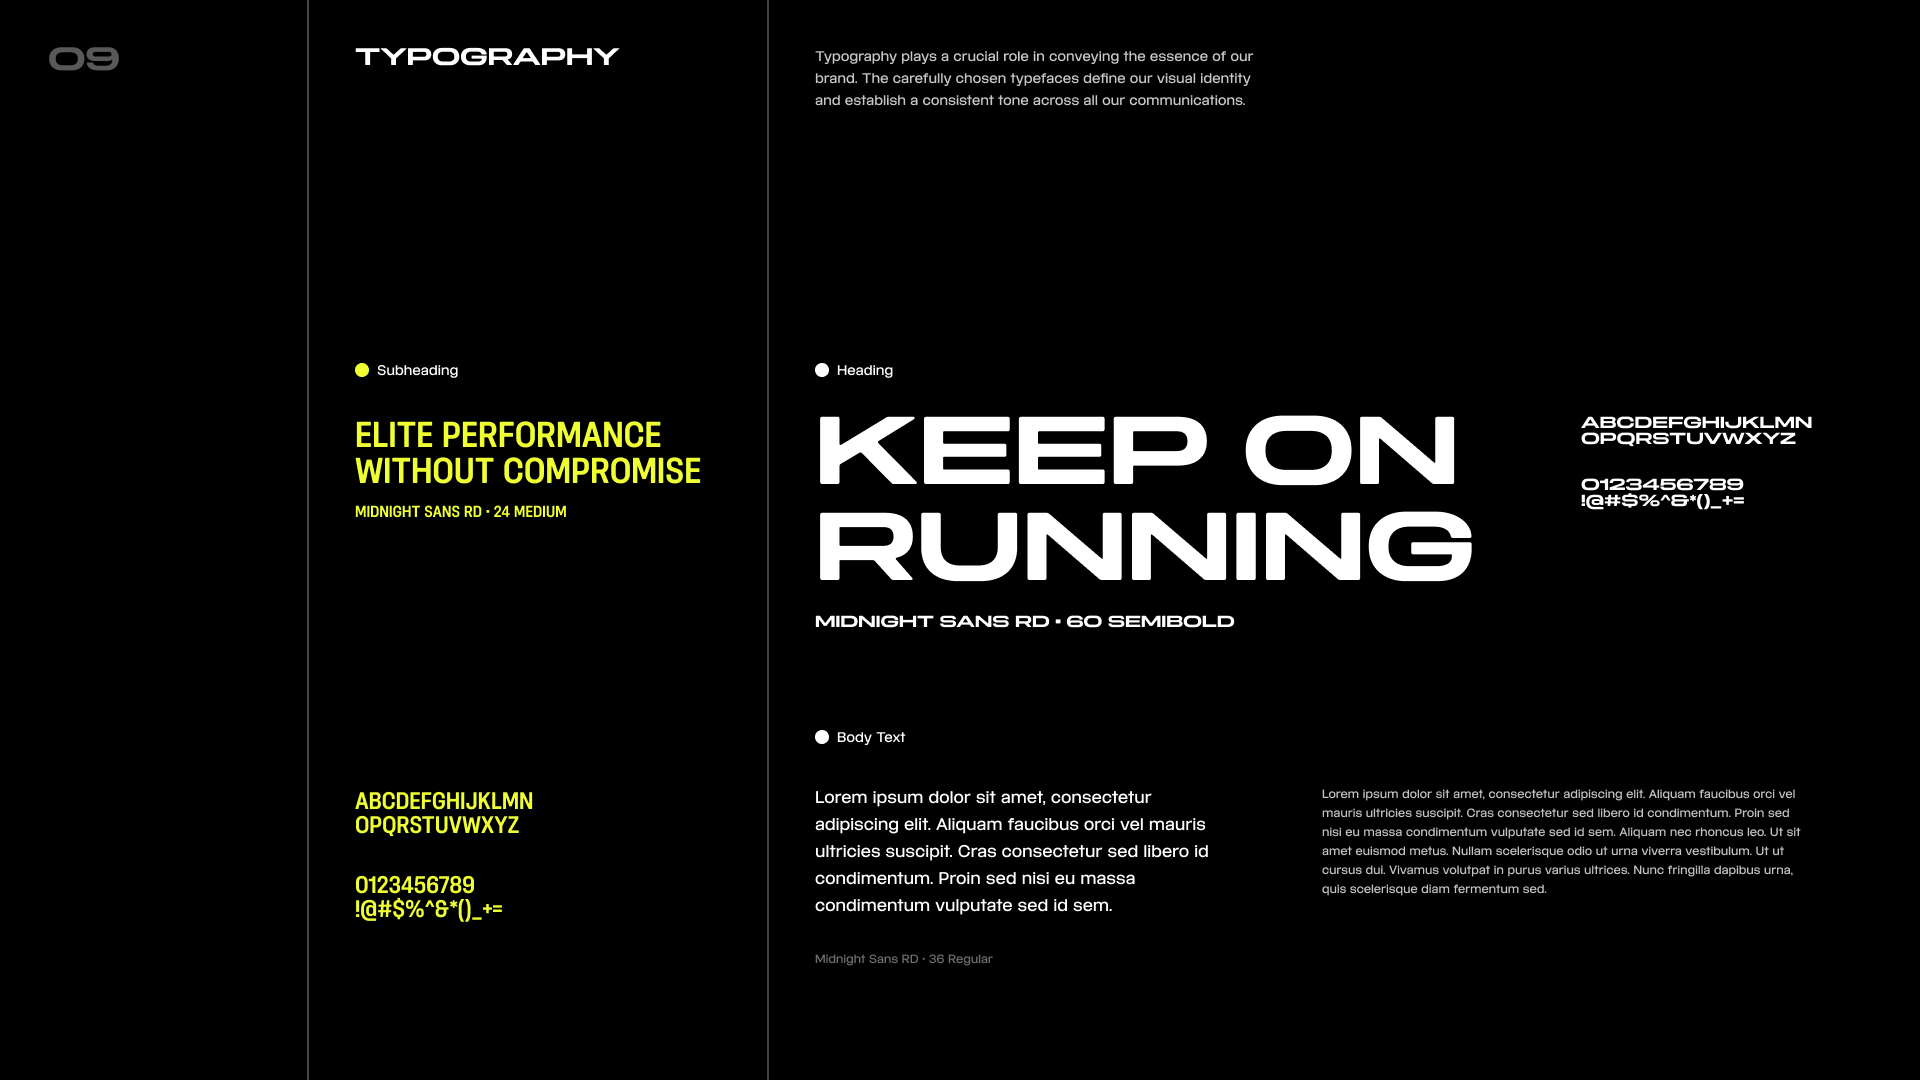 09
TYPOGRAPHY
Typography plays a crucial role in conveying the essence of our
brand. The carefully chosen typefaces define our visual identity
and establish a consistent tone across all our communications.
Subheading
ELITE PERFORMANCE
WITHOUT COMPROMISE
MIDNIGHT SANS RD • 24 MEDIUM
ABCDEFGHIJKLMN
OPQRSTUVWXYZ
0123456789
!@#$%^&*()_+=
Heading
KEEP ON
RUNNING
MIDNIGHT SANS RD • 60 SEMIBOLD
ABCDEFGHIJKLMN
OPQRSTUVWXYZ
0123456789
!@#$%^&*()_+=
Body Text
Lorem ipsum dolor sit amet, consectetur
adipiscing elit. Aliquam faucibus orci vel mauris
ultricies suscipit. Cras consectetur sed libero id
condimentum. Proin sed nisi eu massa
condimentum vulputate sed id sem.
Midnight Sans RD • 36 Regular
Lorem ipsum dolor sit amet, consectetur adipiscing elit. Aliquam faucibus orci vel
mauris ultricies suscipit. Cras consectetur sed libero id condimentum. Proin sed
nisi eu massa condimentum vulputate sed id sem. Aliquam nec rhoncus leo. Ut sit
amet euismod metus. Nullam scelerisque odio ut urna viverra vestibulum. Ut ut
cursus dui. Vivamus volutpat in purus varius ultrices. Nunc fringilla dapibus urna,
quis scelerisque diam fermentum sed.